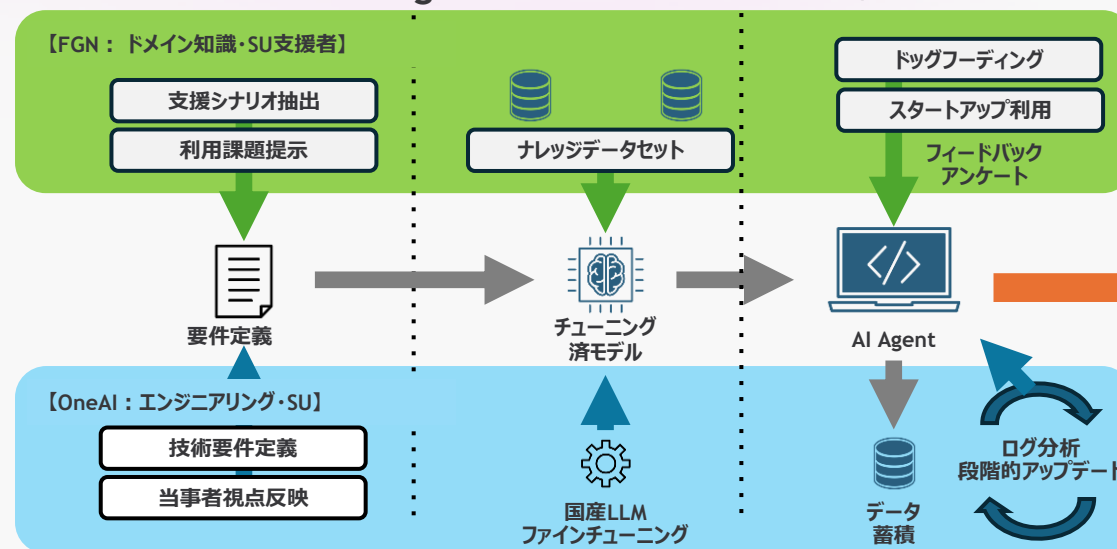 【FGN：ドメイン知識・SU支援者】
支援シナリオ抽出
利用課題提示
ナレッジデータセット
ドッグフーディング
スタートアップ利用
フィードバック
アンケート
要件定義
チューニング
済モデル
AI Agent
【OneAI：エンジニアリング・SU】
技術要件定義
当事者視点反映
国産LLM
ファインチューニング
データ
蓄積
ログ分析
段階的アップデート